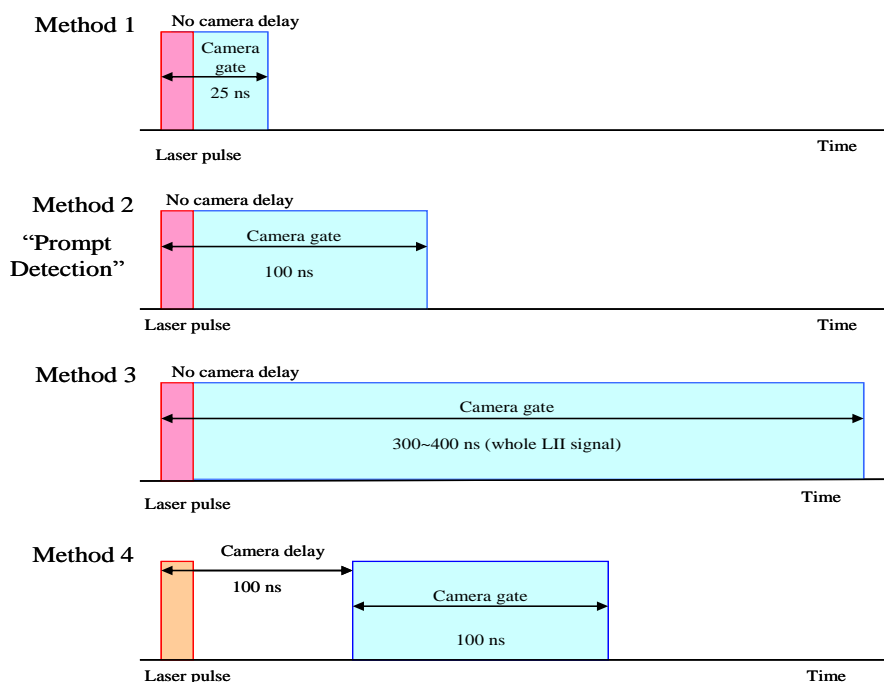 Method 1
No camera delay
Camera
gate
25 ns
Time
Laser pulse
Method 2
"Prompt
Detection"
No camera delay
Camera gate
100 ns
Laser pulse
Time
Method 3
No camera delay
Camera gate
300~400 ns (whole LII signal)
Time
Laser pulse
Method 4
Camera delay
100 ns
Camera gate
100 ns
Laser pulse
Time